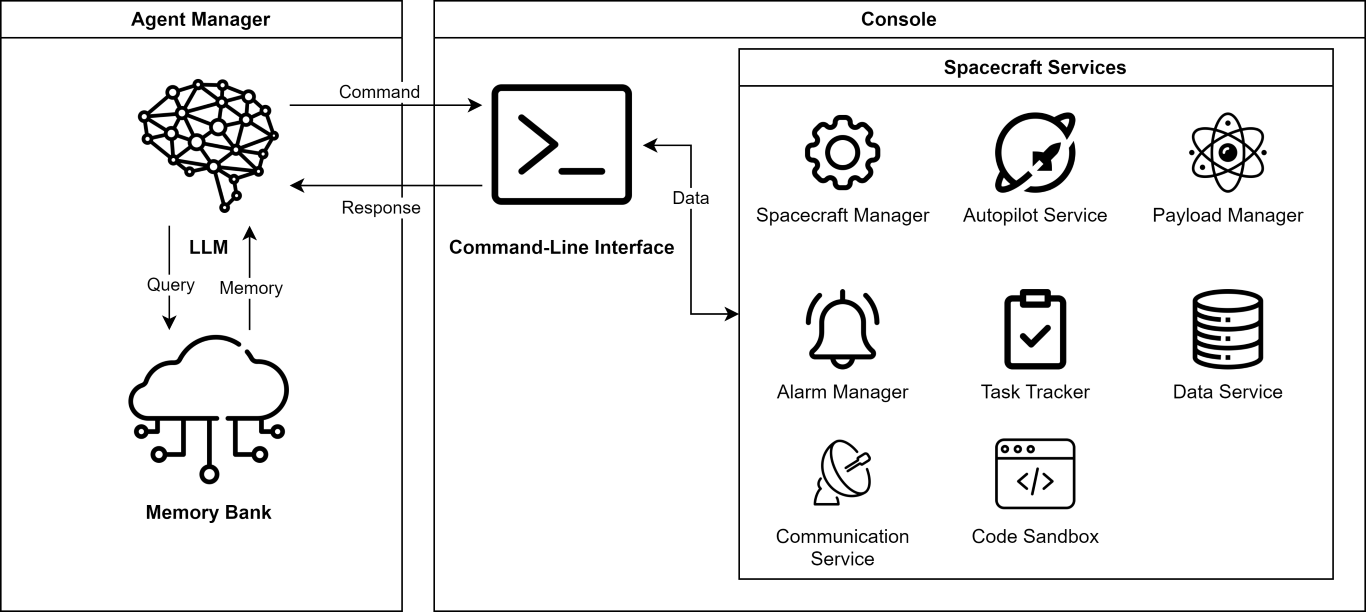 Agent Manager
Console
Spacecraft Services
Command
Response
LLM
Query
Memory
Memory Bank
Command-Line Interface
Data
Spacecraft Manager
Autopilot Service
Payload Manager
Alarm Manager
Task Tracker
Data Service
Communication
Service
Code Sandbox